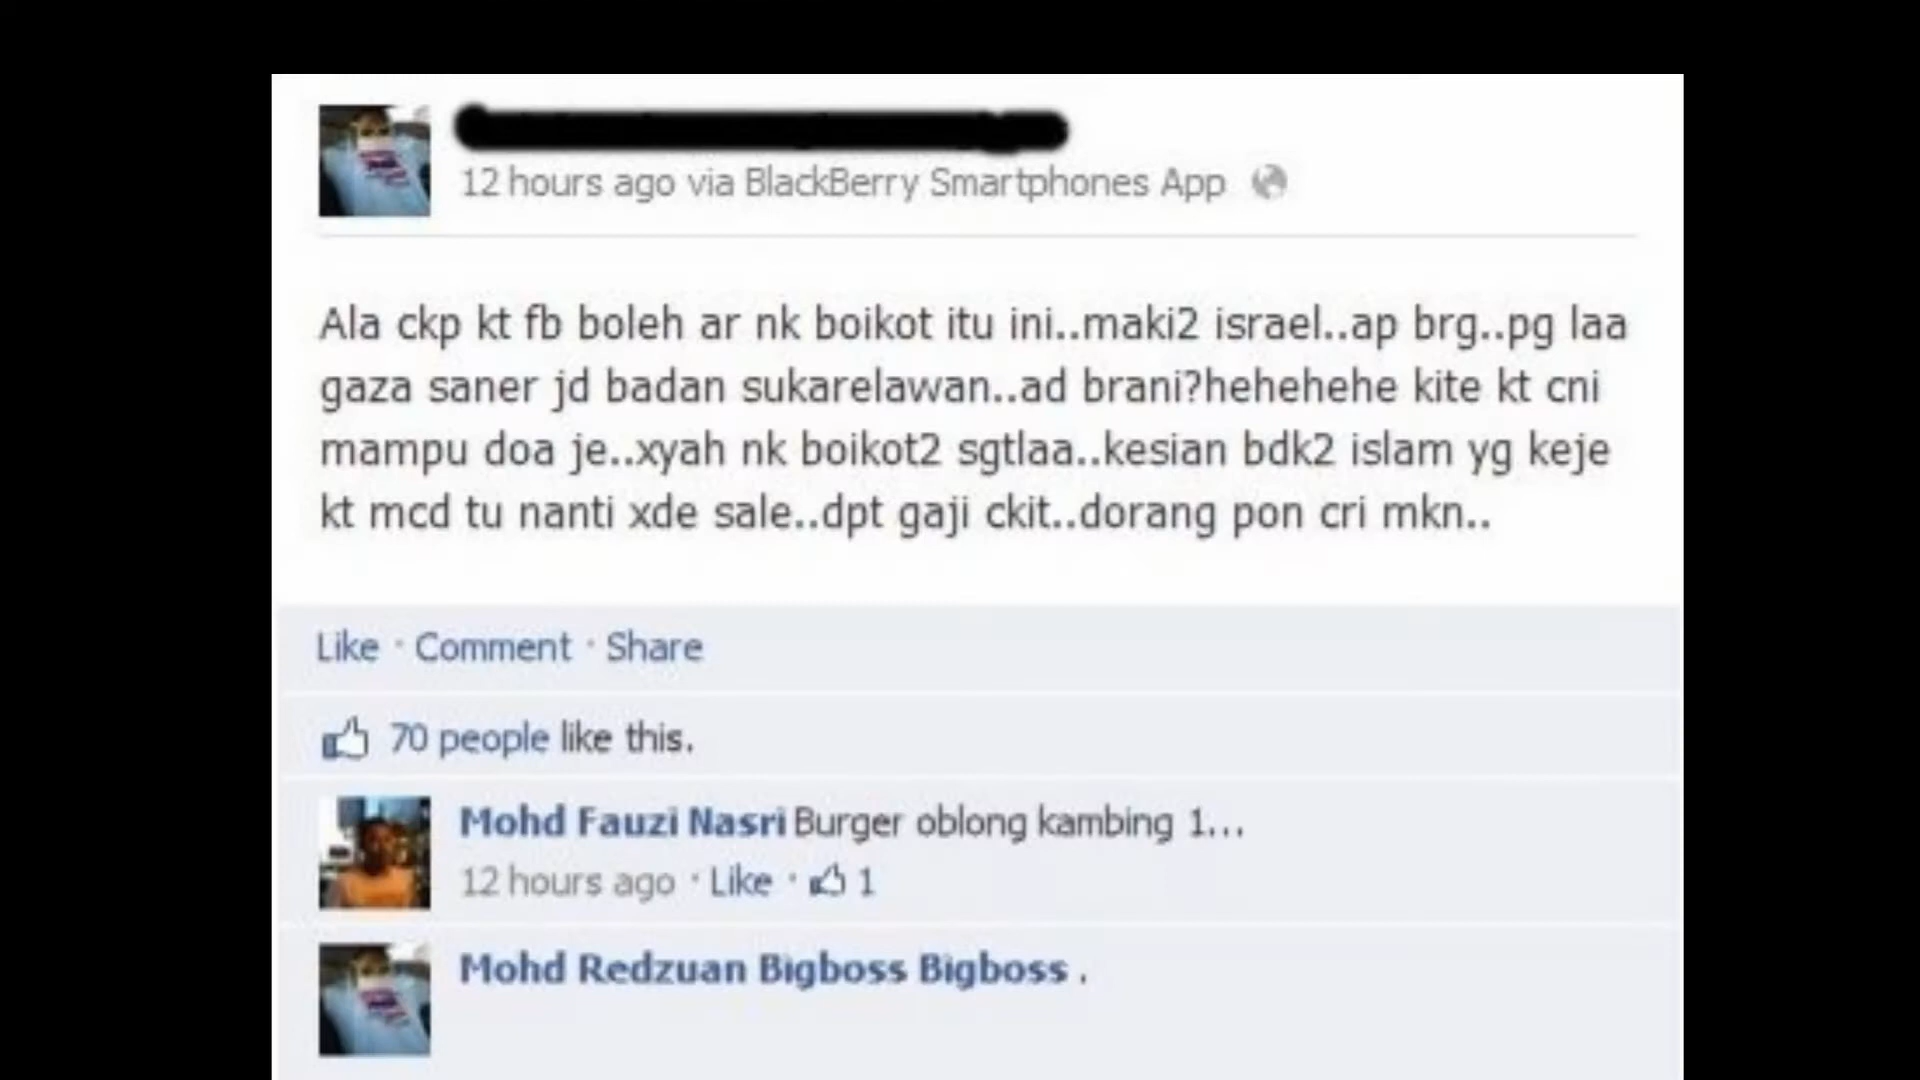 12 hours ago via BlackBerry Smartphones App
Ala ckp kt fb boleh ar nk boikot itu ini..maki2 israel..ap brg..pg laa
gaza saner jd badan sukarelawan..ad brani?hehehehe kite kt cni
mampu doa je..xyah nk boikot2 sgtlaa..kesian bdk2 islam yg keje
kt mcd tu nanti xde sale..dpt gaji ckit..dorang pon cri mkn..
Like · Comment · Share
70 people like this.
Mohd Fauzi Nasri Burger oblong kambing 1...
12 hours ago · Like · 1
Mohd Redzuan Bigboss Bigboss .